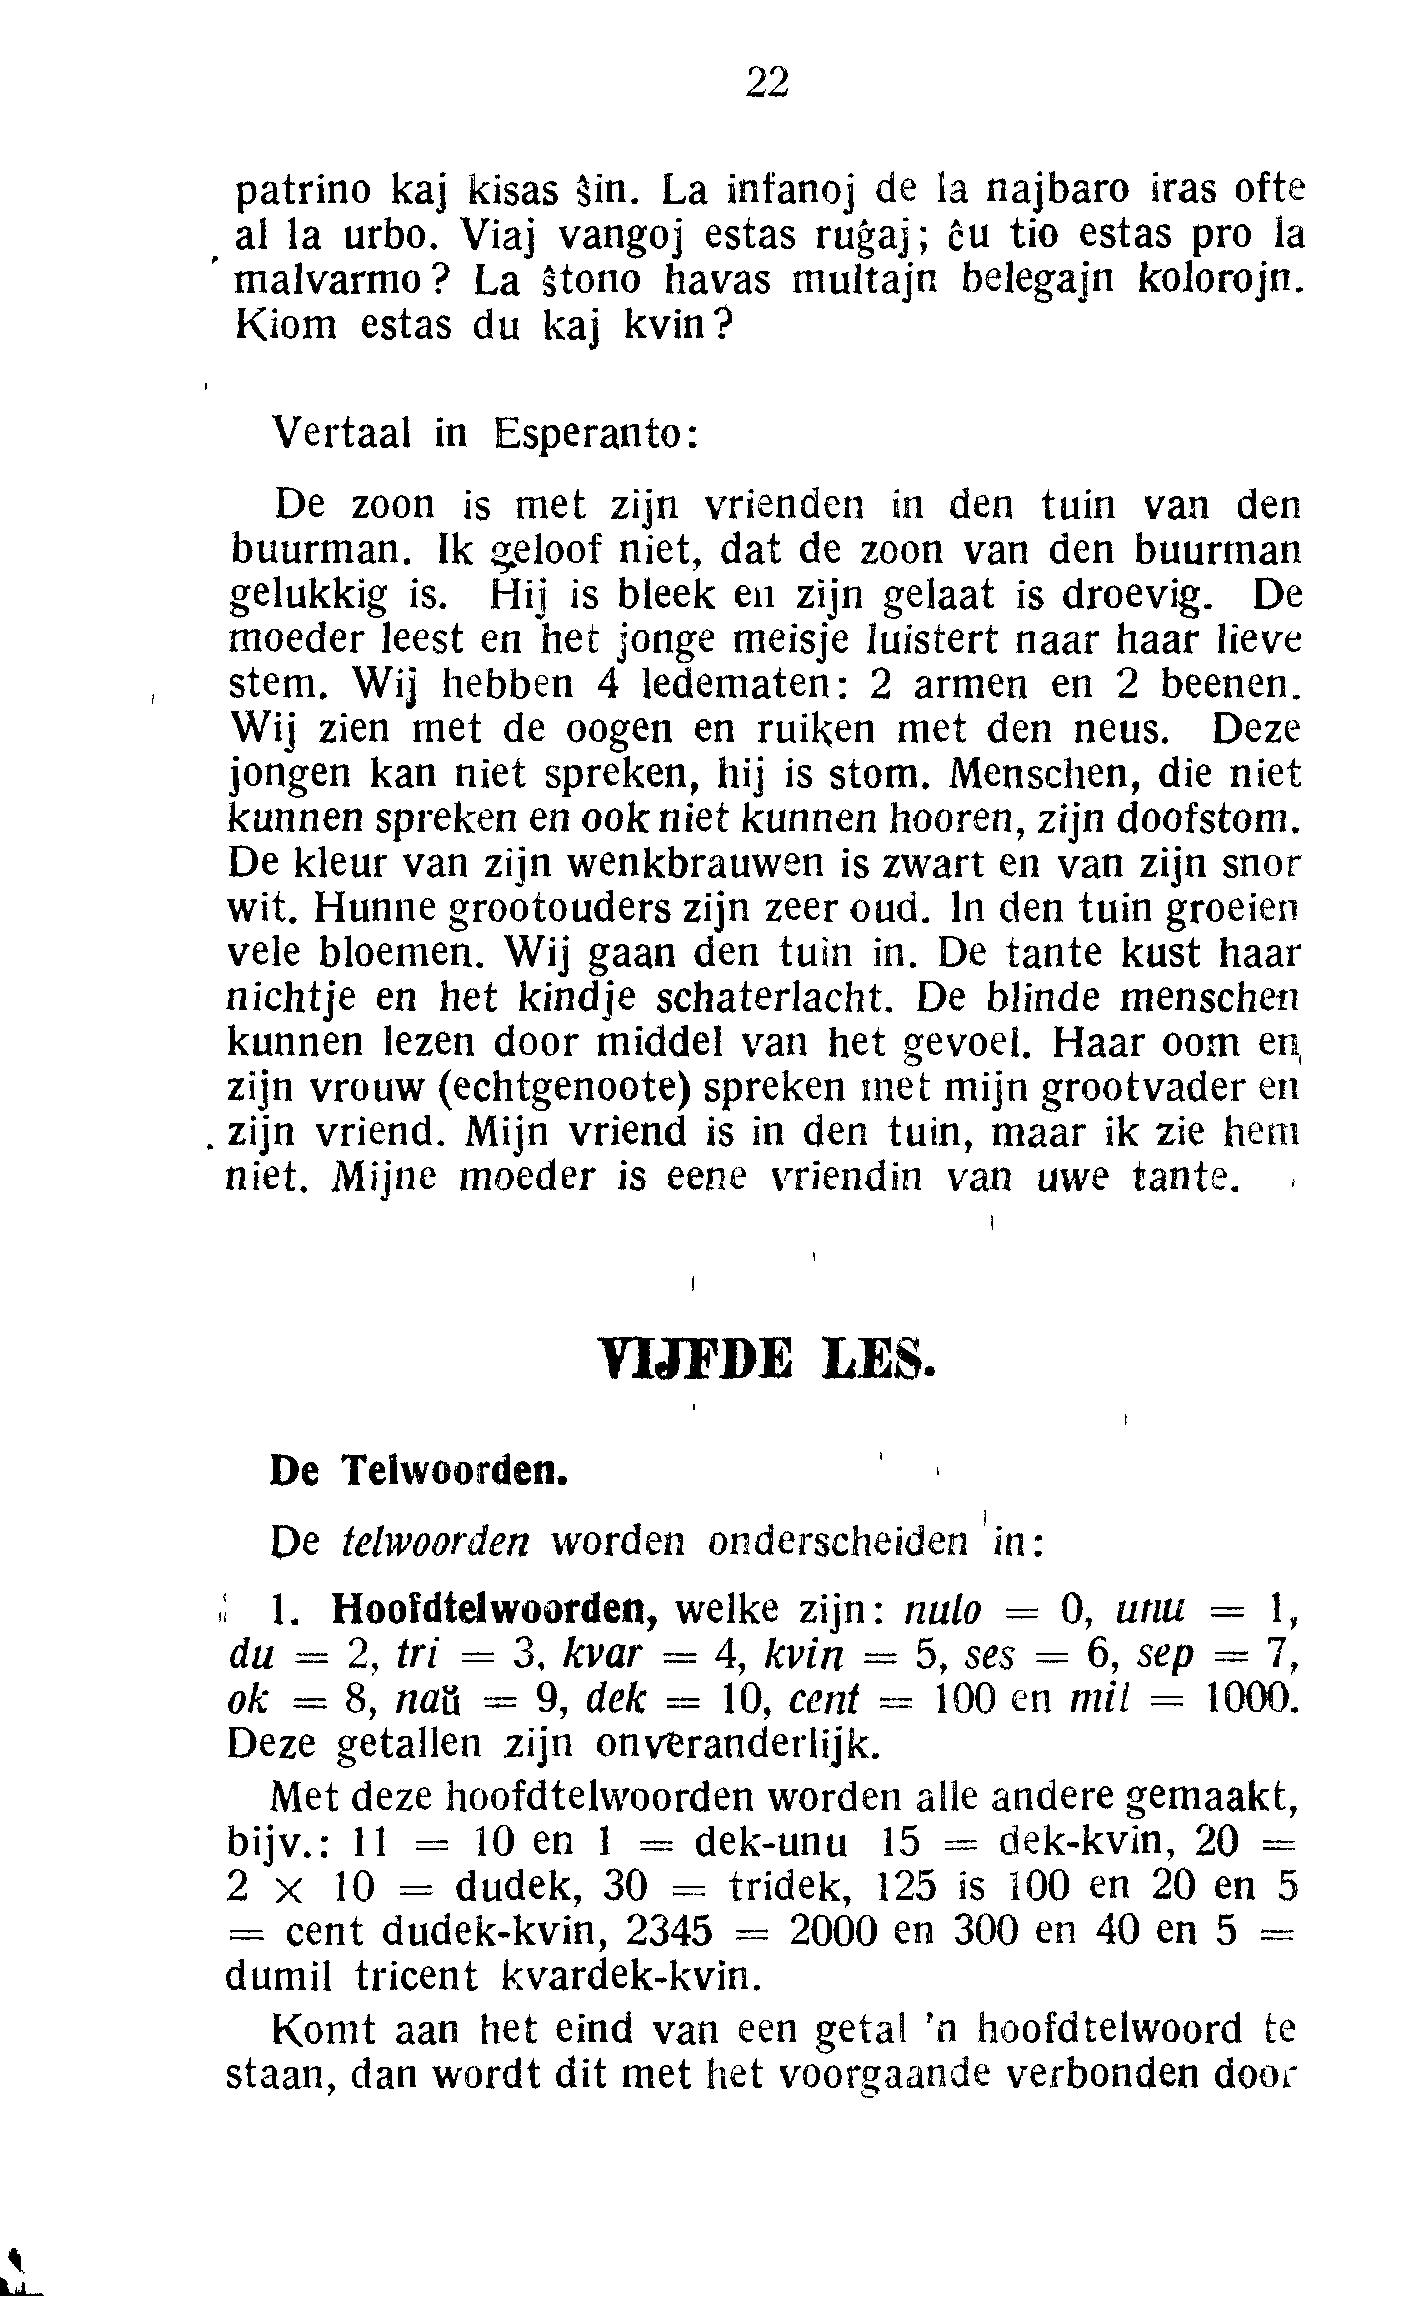 22
patrino kaj kisas ŝin. La infanoj de la najbaro iras ofte
al la urbo. Viaj vangoj estas ruĝaj; ĉu tio estas pro la
malvarmo? La ŝtono havas multajn belegajn kolorojn.
Kiom estas du kaj kvin?
Vertaal in Esperanto:
De zoon is met zijn vrienden in den tuin van den
buurman. Ik geloof niet, dat de zoon van den buurman
gelukkig is. Hij is bleek en zijn gelaat is droevig. De
moeder leest en het jonge meisje luistert naar haar lieve
stem. Wij hebben 4 ledematen: 2 armen en 2 beenen.
Wij zien met de oogen en ruiken met den neus. Deze
jongen kan niet spreken, hij is stom. Menschen, die niet
kunnen spreken en ook niet kunnen hooren, zijn doofstom.
De kleur van zijn wenkbrauwen is zwart en van zijn snor
wit. Hunne grootouders zijn zeer oud. In den tuin groeien
vele bloemen. Wij gaan den tuin in. De tante kust haar
nichtje en het kindje schaterlacht. De blinde menschen
kunnen lezen door middel van het gevoel. Haar oom en
zijn vrouw (echtgenoote) spreken met mijn grootvader en
zijn vriend. Mijn vriend is in den tuin, maar ik zie hem
niet. Mijne moeder is eene vriendin van uwe tante.
VIJFDE LES.
De Telwoorden.
De telwoorden worden onderscheiden in:
1. Hoofdtelwoorden, welke zijn: nulo = 0, unu = 1,
du = 2, tri = 3, kvar = 4, kvin = 5, ses = 6, sep = 7,
ok = 8, naŭ = 9, dek = 10, cent = 100 en mil = 1000.
Deze getallen zijn onveranderlijk.
Met deze hoofdtelwoorden worden alle andere gemaakt,
bijv.: 11 = 10 en 1 = dek-unu 15 = dek-kvin, 20 =
2 × 10 = dudek, 30 = tridek, 125 is 100 en 20 en 5
= cent dudek-kvin, 2345 = 2000 en 300 en 40 en 5 =
dumil tricent kvardek-kvin.
Komt aan het eind van een getal 'n hoofdtelwoord te
staan, dan wordt dit met het voorgaande verbonden door